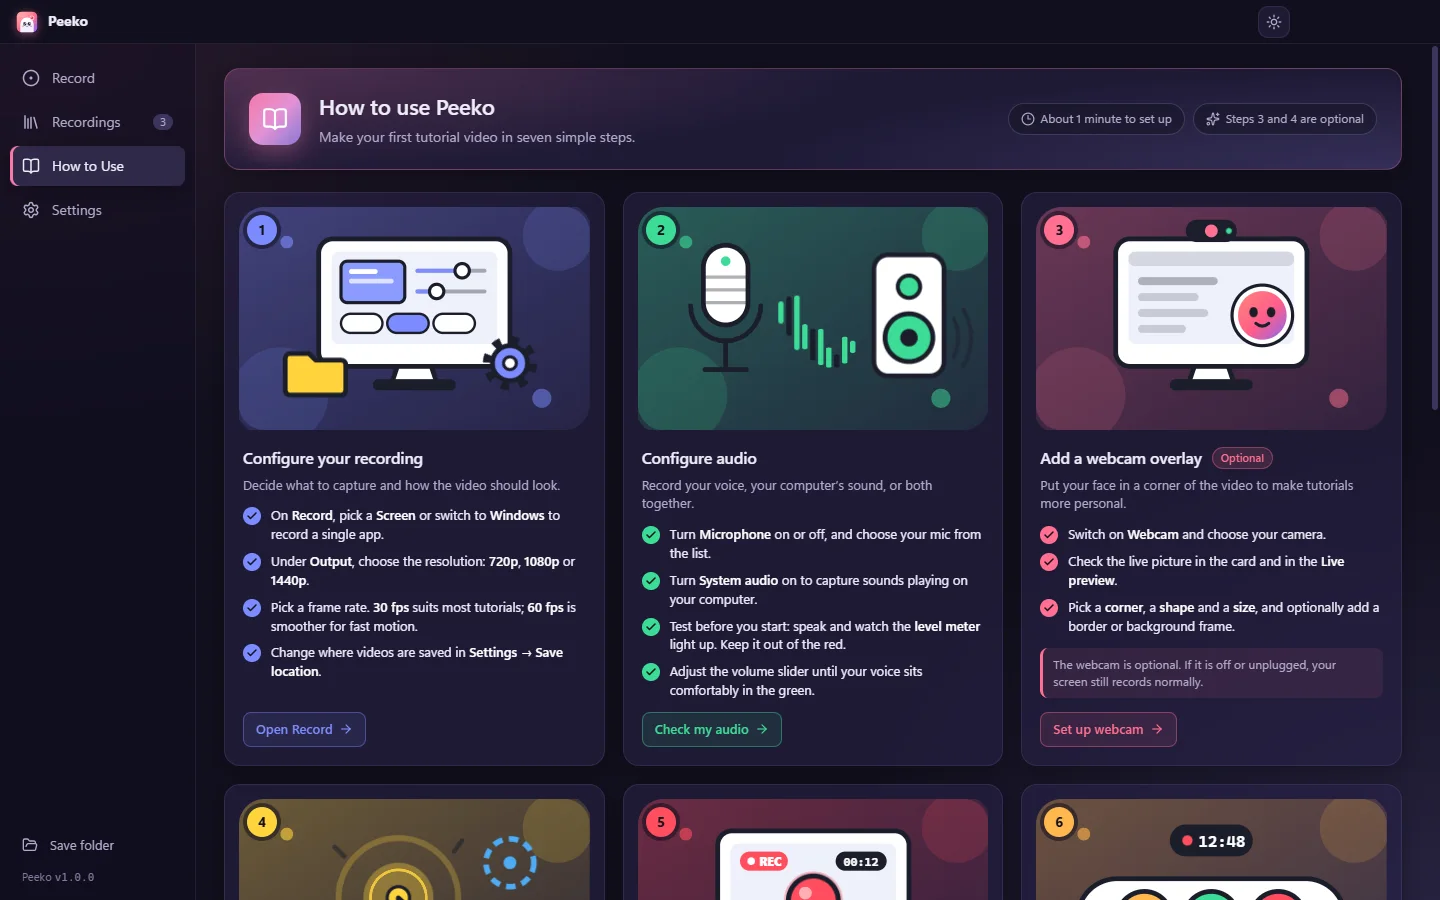 Peeko
Record
Recordings 3
How to Use
Settings
How to use Peeko
Make your first tutorial video in seven simple steps.
About 1 minute to set up
Steps 3 and 4 are optional
1
Configure your recording
Decide what to capture and how the video should look.
On Record, pick a Screen or switch to Windows to
record a single app.
Under Output, choose the resolution: 720p, 1080p or
1440p.
Pick a frame rate. 30 fps suits most tutorials; 60 fps is
smoother for fast motion.
Change where videos are saved in Settings → Save
location.
Open Record →
2
Configure audio
Record your voice, your computer's sound, or both
together.
Turn Microphone on or off, and choose your mic from
the list.
Turn System audio on to capture sounds playing on
your computer.
Test before you start: speak and watch the level meter
light up. Keep it out of the red.
Adjust the volume slider until your voice sits
comfortably in the green.
Check my audio →
3
Add a webcam overlay Optional
Put your face in a corner of the video to make tutorials
more personal.
Switch on Webcam and choose your camera.
Check the live picture in the card and in the Live
preview.
Pick a corner, a shape and a size, and optionally add a
border or background frame.
The webcam is optional. If it is off or unplugged, your
screen still records normally.
Set up webcam →
4
5
REC 00:12
6
12:48
Save folder
Peeko v1.0.0